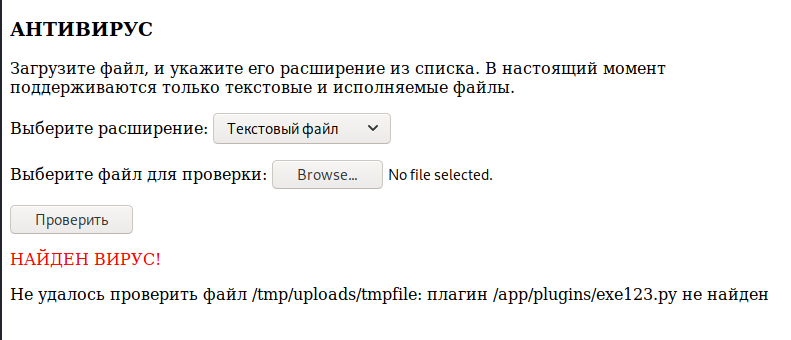 АНТИВИРУС
Загрузите файл, и укажите его расширение из списка. В настоящий момент
поддерживаются только текстовые и исполняемые файлы.
Выберите расширение: Текстовый файл
Выберите файл для проверки: Browse... No file selected.
Проверить
НАЙДЕН ВИРУС!
Не удалось проверить файл /tmp/uploads/tmpfile: плагин /app/plugins/exe123.py не найден